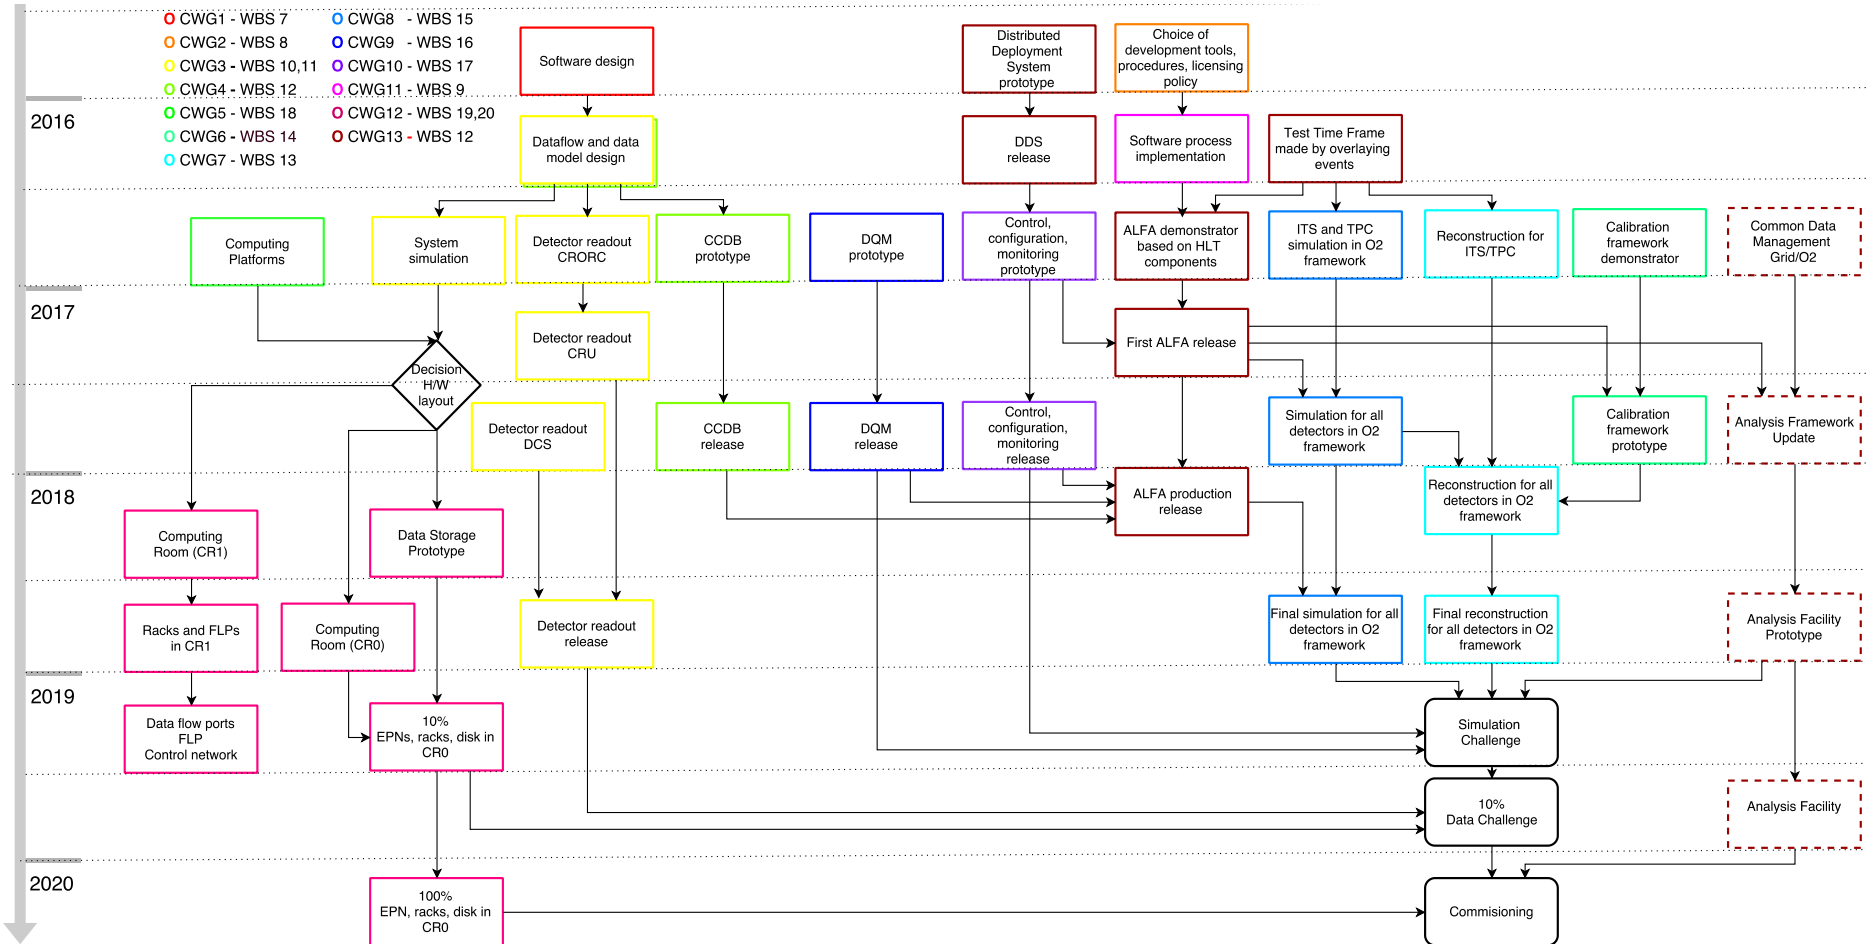 O CWG1 - WBS 7
O CWG2 - WBS 8
O CWG3 - WBS 10,11
O CWG4 - WBS 12
O CWG5 - WBS 18
O CWG6 - WBS 14
O CWG7 - WBS 13
O CWG8 - WBS 15
O CWG9 - WBS 16
O CWG10 - WBS 17
O CWG11 - WBS 9
O CWG12 - WBS 19,20
O CWG13 - WBS 12
Software design
Distributed
Deployment
System
prototype
Choice of
development tools,
procedures, licensing
policy
2016
Dataflow and data
model design
DDS
release
Software process
implementation
Test Time Frame
made by overlaying
events
Computing
Platforms
System
simulation
Detector readout
CRORC
CCDB
prototype
DQM
prototype
Control,
configuration,
monitoring
prototype
ALFA demonstrator
based on HLT
components
ITS and TPC
simulation in O2
framework
Reconstruction for
ITS/TPC
Calibration
framework
demonstrator
Common Data
Management
Grid/O2
2017
Detector readout
CRU
First ALFA release
Decision
H/W
layout
Detector readout
DCS
CCDB
release
DQM
release
Control,
configuration,
monitoring
release
Simulation for all
detectors in O2
framework
Calibration
framework
prototype
Analysis Framework
Update
2018
Computing
Room (CR1)
Data Storage
Prototype
ALFA production
release
Reconstruction for all
detectors in O2
framework
Racks and FLPs
in CR1
Computing
Room (CR0)
Detector readout
release
Final simulation for all
detectors in O2
framework
Final reconstruction
for all detectors in O2
framework
Analysis Facility
Prototype
2019
Data flow ports
FLP
Control network
10%
EPNs, racks, disk in
CR0
Simulation
Challenge
10%
Data Challenge
Analysis Facility
2020
100%
EPN, racks, disk in
CR0
Commisioning